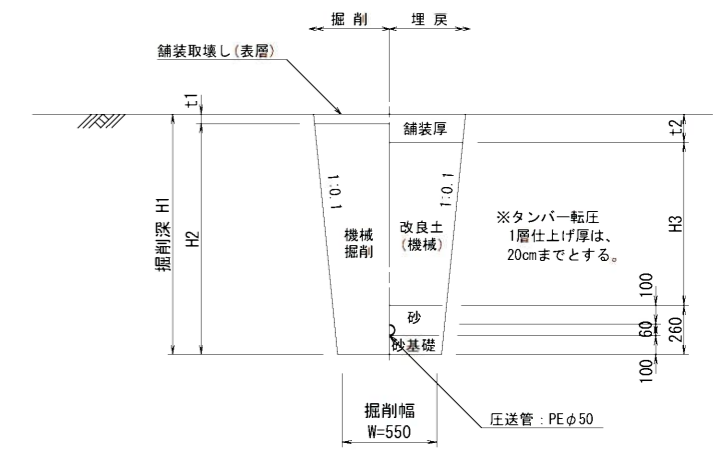 掘 削
埋 戻
舗装取壊し(表層)
t1
舗装厚
t2
掘削深 H1
H2
1:0.1
1:0.1
機械
掘削
改良土
(機械)
※タンパー転圧
1層仕上げ厚は、
20cmまでとする。
H3
砂
砂基礎
100
60
260
100
掘削幅
W=550
圧送管：PEφ50